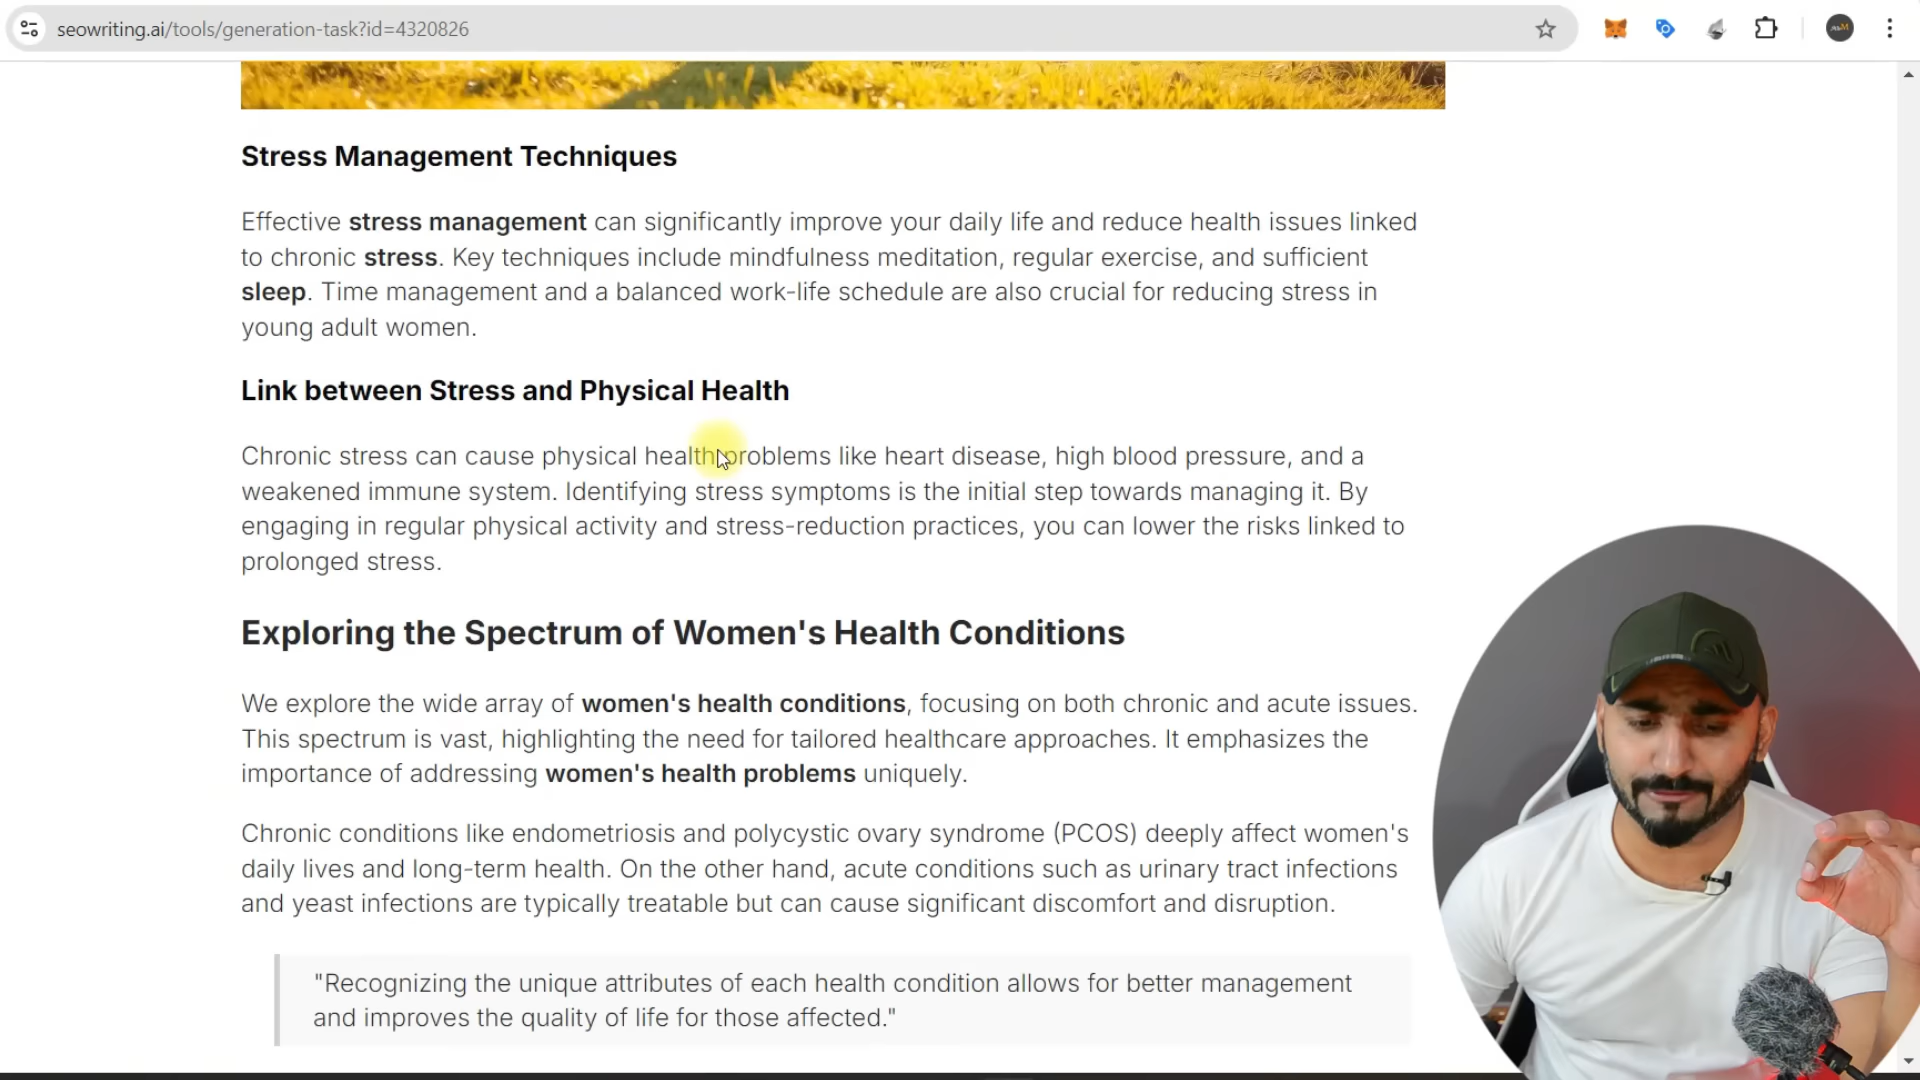 seowriting.ai/tools/generation-task?id=4320826
Stress Management Techniques
Effective stress management can significantly improve your daily life and reduce health issues linked
to chronic stress. Key techniques include mindfulness meditation, regular exercise, and sufficient
sleep. Time management and a balanced work-life schedule are also crucial for reducing stress in
young adult women.
Link between Stress and Physical Health
Chronic stress can cause physical health problems like heart disease, high blood pressure, and a
weakened immune system. Identifying stress symptoms is the initial step towards managing it. By
engaging in regular physical activity and stress-reduction practices, you can lower the risks linked to
prolonged stress.
Exploring the Spectrum of Women's Health Conditions
We explore the wide array of women's health conditions, focusing on both chronic and acute issues.
This spectrum is vast, highlighting the need for tailored healthcare approaches. It emphasizes the
importance of addressing women's health problems uniquely.
Chronic conditions like endometriosis and polycystic ovary syndrome (PCOS) deeply affect women's
daily lives and long-term health. On the other hand, acute conditions such as urinary tract infections
and yeast infections are typically treatable but can cause significant discomfort and disruption.
"Recognizing the unique attributes of each health condition allows for better management
and improves the quality of life for those affected."